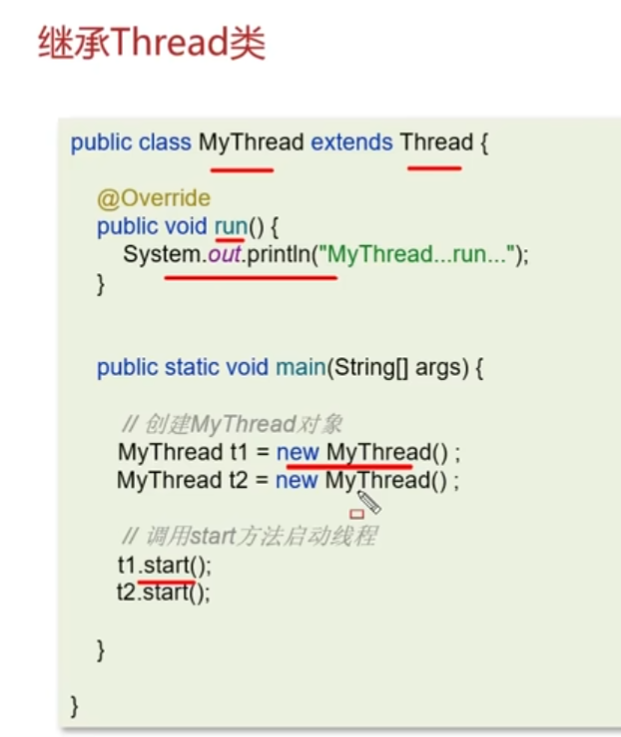 继承Thread类
public class MyThread extends Thread {
@Override
public void run() {
System.out.println("MyThread...run...");
}
public static void main(String[] args) {
// 创建MyThread对象
MyThread t1 = new MyThread() ;
MyThread t2 = new MyThread() ;
// 调用start方法启动线程
t1.start();
t2.start();
}
}